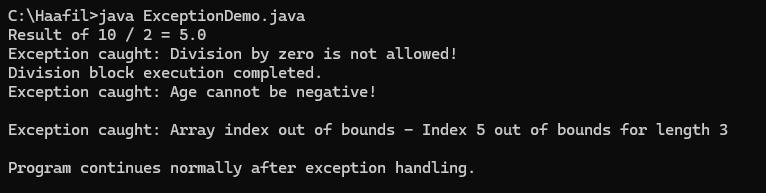 C:\Haafil>java ExceptionDemo.java
Result of 10 / 2 = 5.0
Exception caught: Division by zero is not allowed!
Division block execution completed.
Exception caught: Age cannot be negative!
Exception caught: Array index out of bounds - Index 5 out of bounds for length 3
Program continues normally after exception handling.